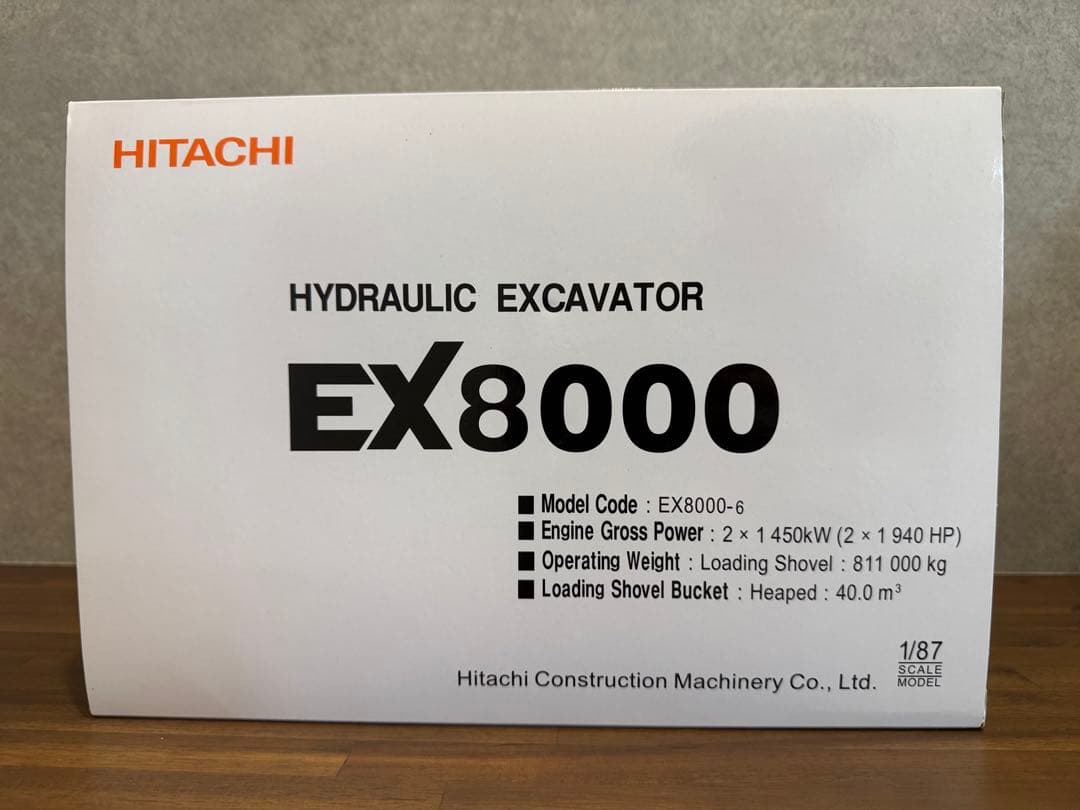 HITACHI
HYDRAULIC EXCAVATOR
EX8000
■ Model Code : EX8000-6
■ Engine Gross Power : 2 × 1 450kW (2 × 1 940 HP)
■ Operating Weight : Loading Shovel : 811 000 kg
■ Loading Shovel Bucket : Heaped : 40.0 m³
1/87
SCALE
MODEL
Hitachi Construction Machinery Co., Ltd.